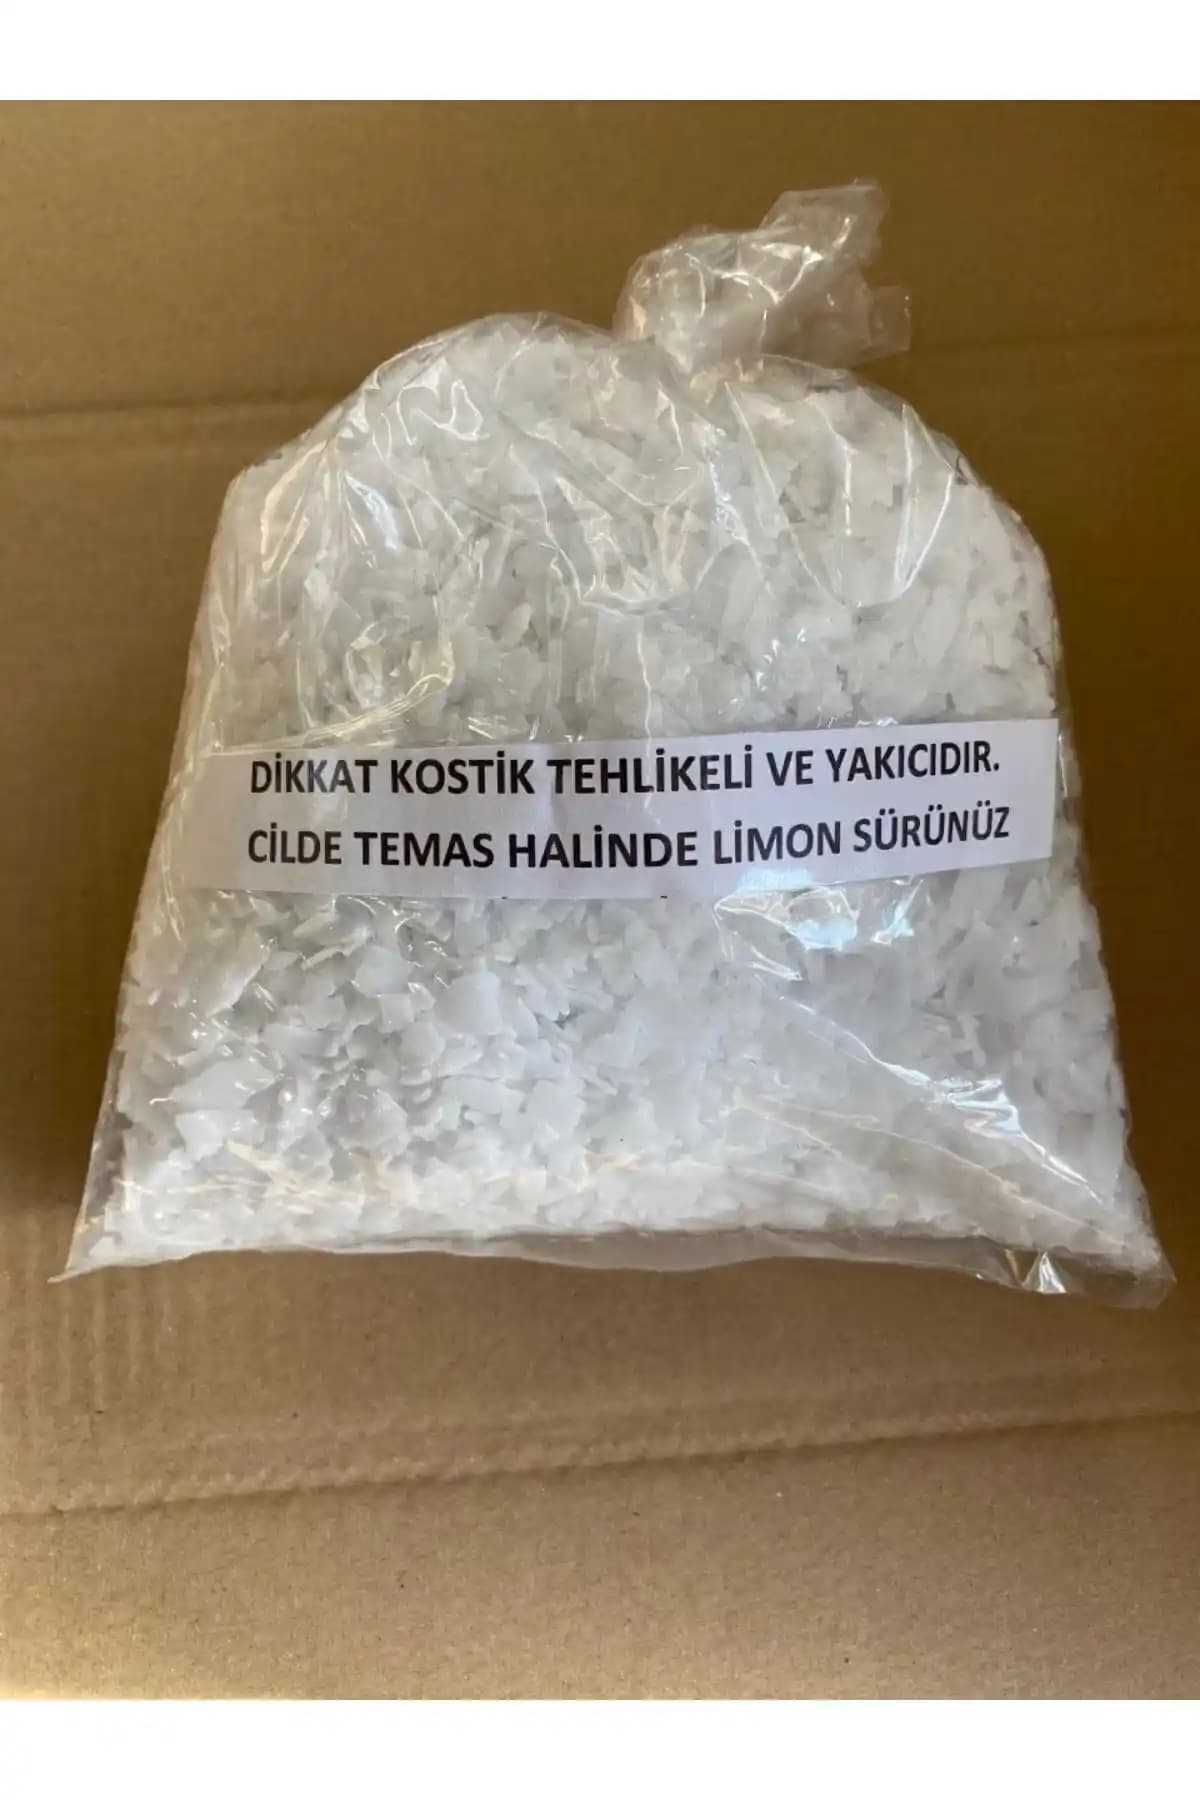 DİKKAT KOSTİK TEHLİKELİ VE YAKICIDIR.
CİLDE TEMAS HALİNDE LİMON SÜRÜNÜZ